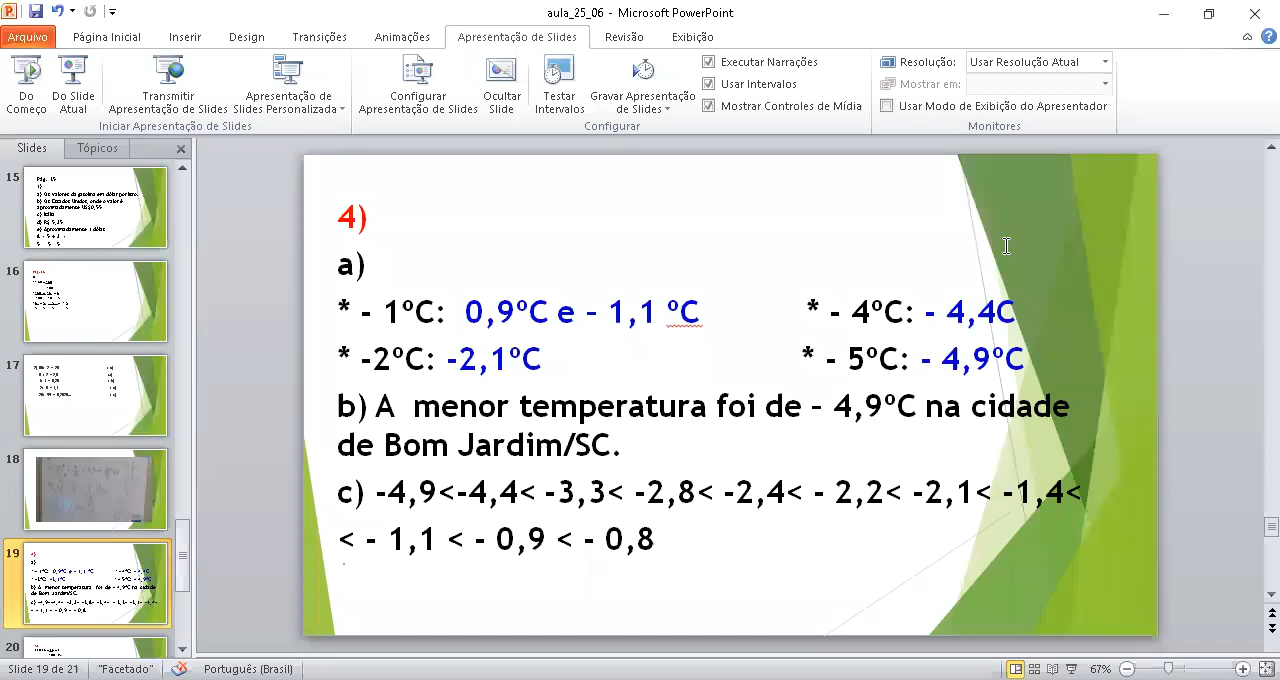 aula_25_06 - Microsoft PowerPoint
Arquivo Página Inicial Inserir Design Transições Animações Apresentação de Slides Revisão Exibição
Do Começo
Do Slide Atual
Transmitir Apresentação de Slides
Apresentação de Slides Personalizada
Iniciar Apresentação de Slides
Configurar Apresentação de Slides
Ocultar Slide
Testar Intervalos
Gravar Apresentação de Slides
Executar Narrações
Usar Intervalos
Mostrar Controles de Mídia
Configurar
Resolução: Usar Resolução Atual
Mostrar em:
Usar Modo de Exibição do Apresentador
Monitores
Slides Tópicos
15
16
17
18
19
20
4)
a)
* - 1ºC: 0,9ºC e – 1,1 ºC * - 4ºC: - 4,4C
* -2ºC: -2,1ºC * - 5ºC: - 4,9ºC
b) A menor temperatura foi de – 4,9ºC na cidade
de Bom Jardim/SC.
c) -4,9<-4,4< -3,3< -2,8< -2,4< - 2,2< -2,1< -1,4<
< - 1,1 < - 0,9 < - 0,8
Slide 19 de 21 "Facetado" Português (Brasil) 67%